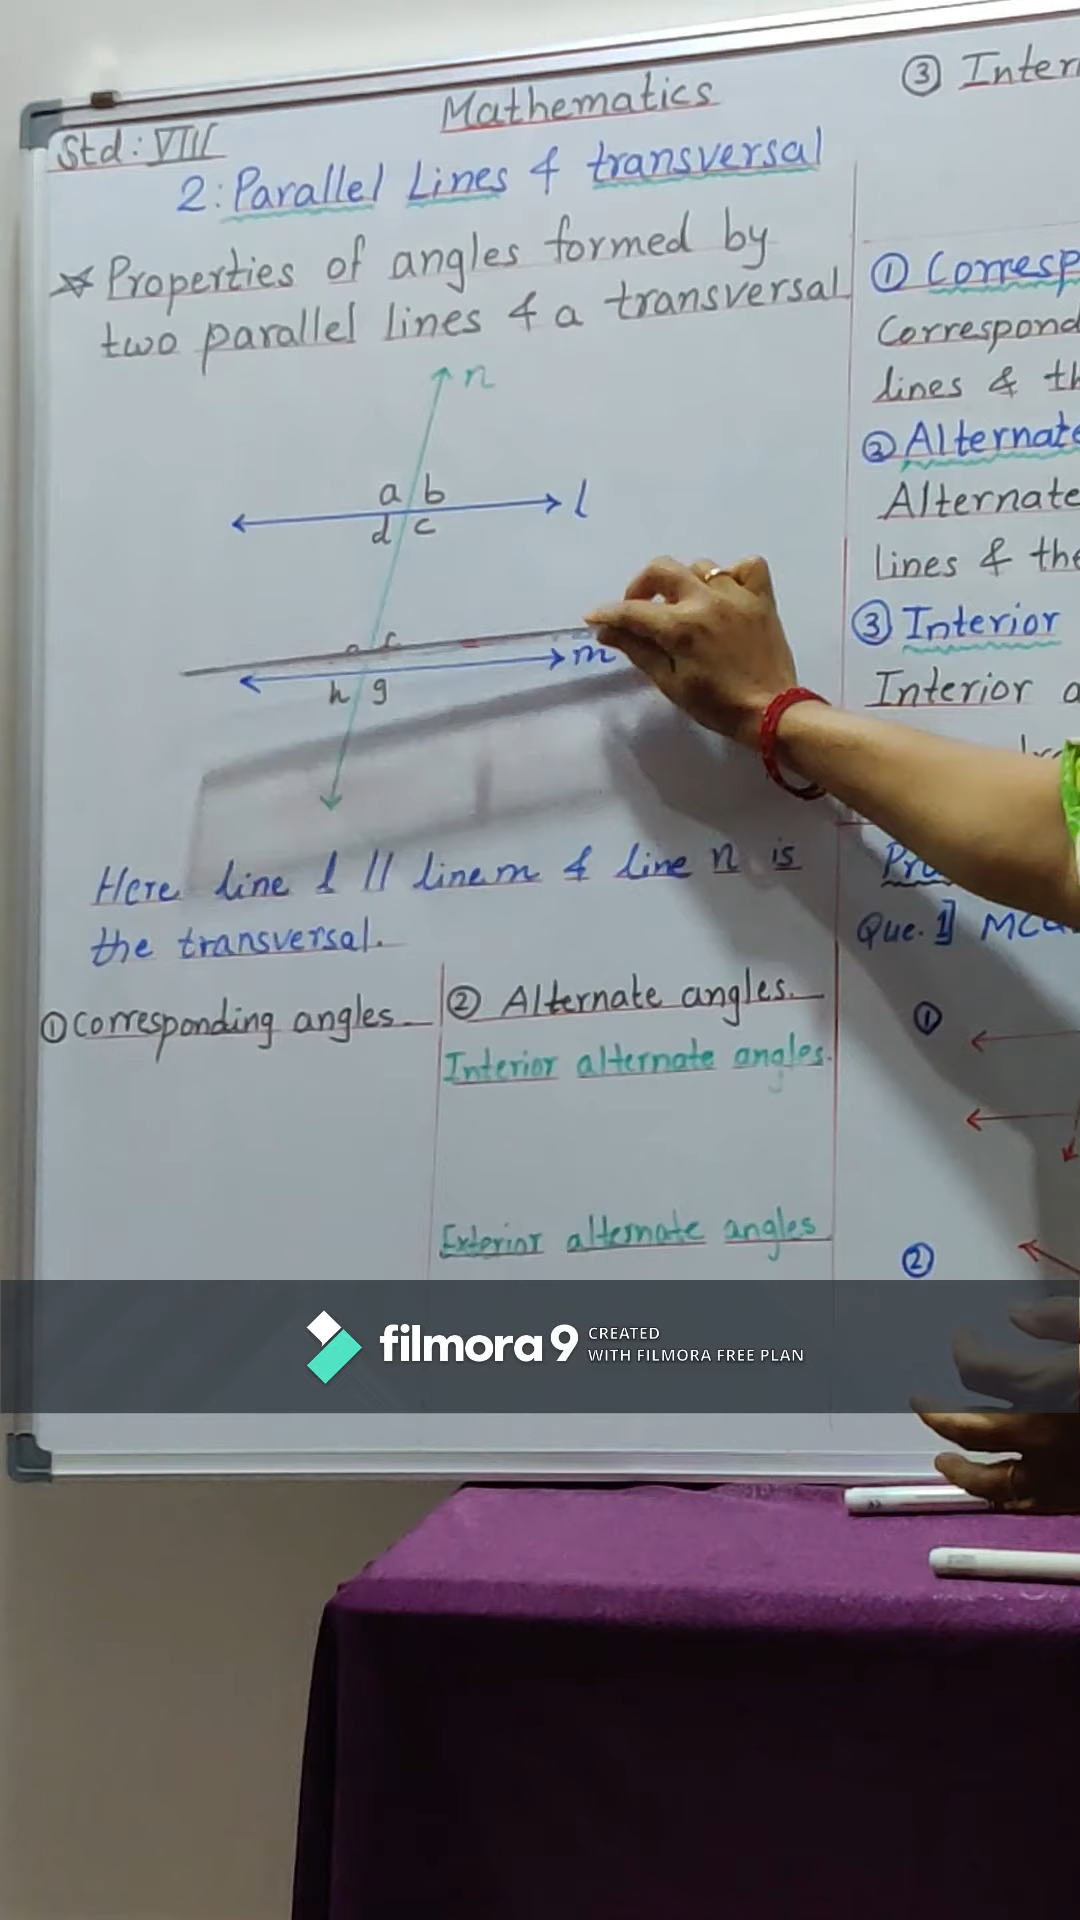 Mathematics
Std: VIII
2: Parallel Lines & transversal
Properties of angles formed by
two parallel lines & a transversal
n
a b
l
d c
m
h g
Here line l || line m & line n is
the transversal.
① Corresponding angles
② Alternate angles.
Interior alternate angles.
Exterior alternate angles
③ Inter
① Corresp
Correspond
lines & th
② Alternate
Alternate
lines & the
③ Interior
Interior a
Que. 1] MC
①
②
filmora9 CREATED
WITH FILMORA FREE PLAN